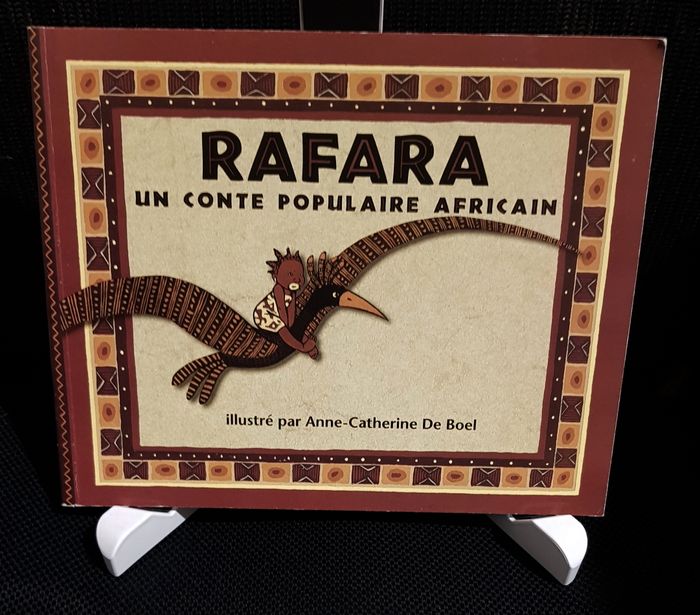 RAFARA
UN CONTE POPULAIRE AFRICAIN
illustré par Anne-Catherine De Boel